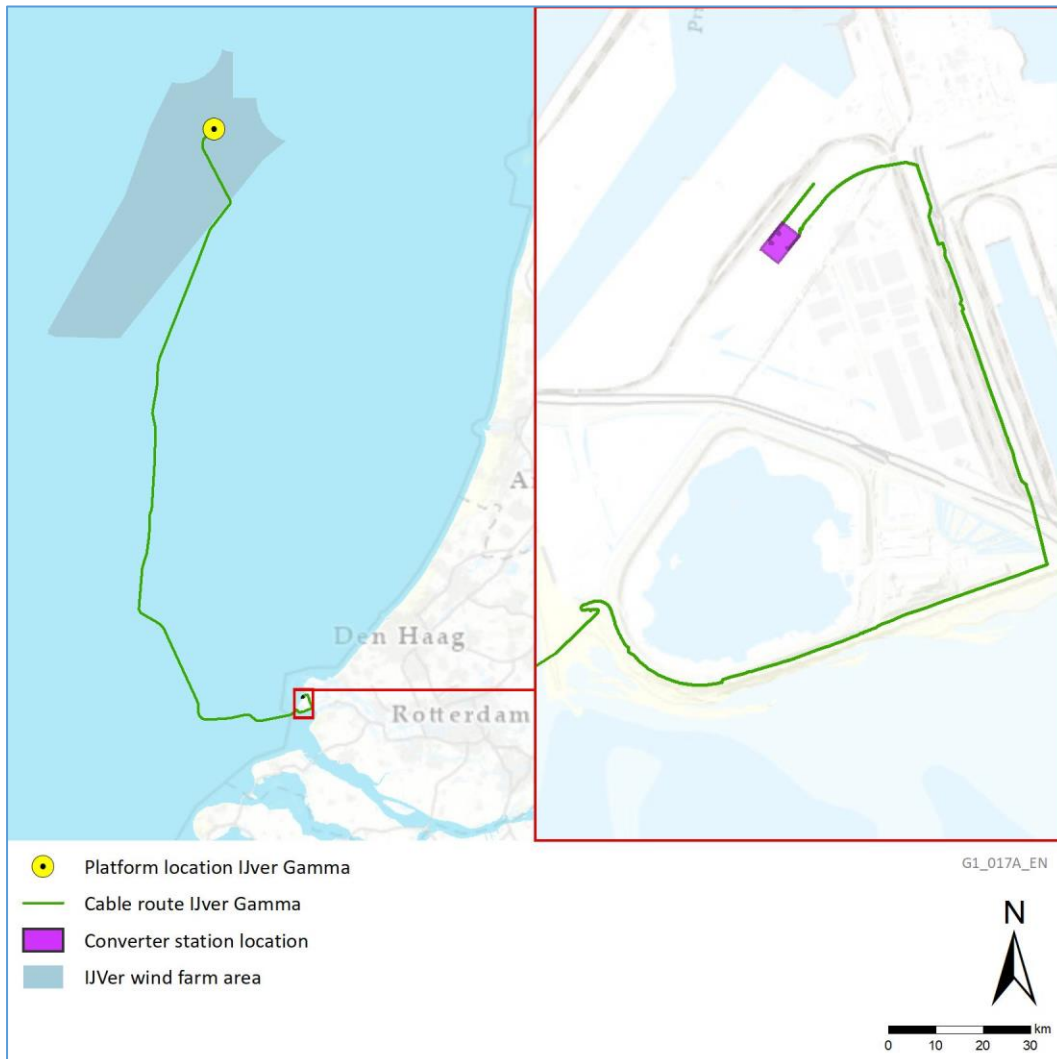 Den Haag
Rotterdam
Platform location IJver Gamma
Cable route IJver Gamma
Converter station location
IJVer wind farm area
G1_017A_EN
N
km
0 10 20 30